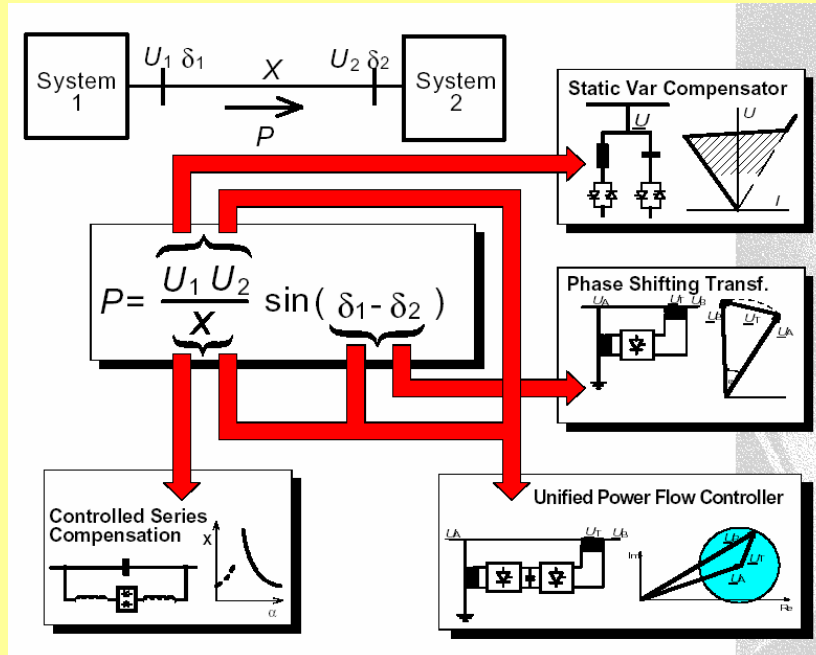 System
1
U1 δ1
X
U2 δ2
System
2
P
Static Var Compensator
U
U
I
P= U1 U2
X
sin( δ1- δ2 )
Phase Shifting Transf.
UA
UT
UB
UB
UT
UA
Controlled Series
Compensation
X
α
Unified Power Flow Controller
UA
UT
UB
Im
UT
UA
Re